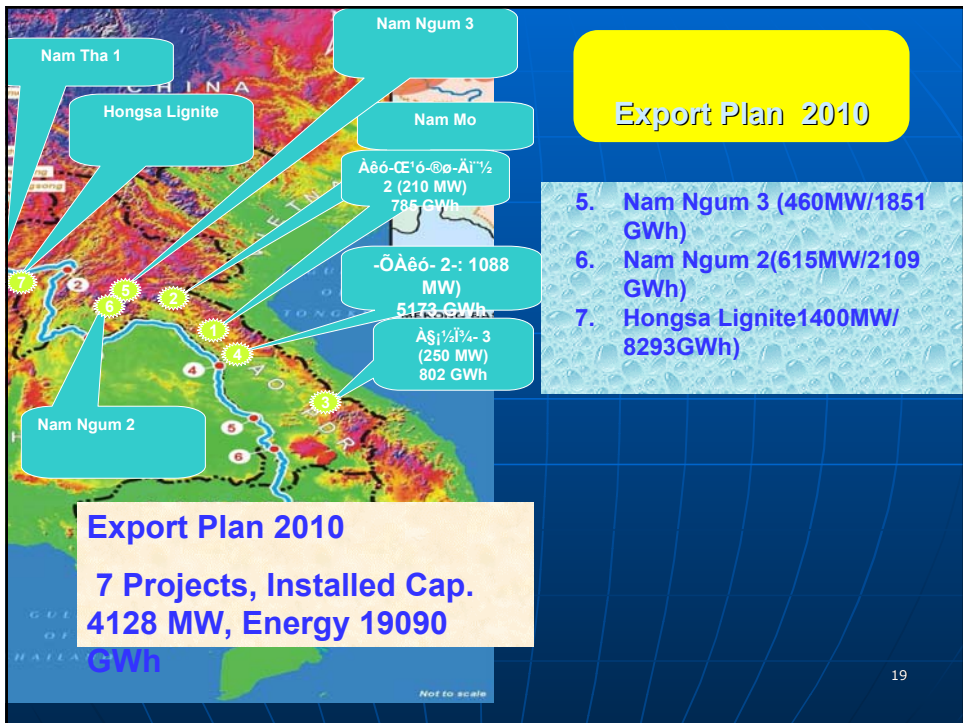 Nam Ngum 3
Nam Tha 1
CHINA
Hongsa Lignite
Nam Mo
Export Plan 2010
Àêó-Œ¹ó-®ø-Äï¨½
2 (210 MW)
785 GWh
5. Nam Ngum 3 (460MW/1851
GWh)
6. Nam Ngum 2(615MW/2109
GWh)
7. Hongsa Lignite1400MW/
8293GWh)
-ÕÀêó- 2-: 1088
MW)
5173 GWh
À§¡½Ï¾- 3
(250 MW)
802 GWh
7
2
5
6
2
1
4
4
3
5
6
Nam Ngum 2
Export Plan 2010
7 Projects, Installed Cap.
4128 MW, Energy 19090
GWh
Not to scale
19